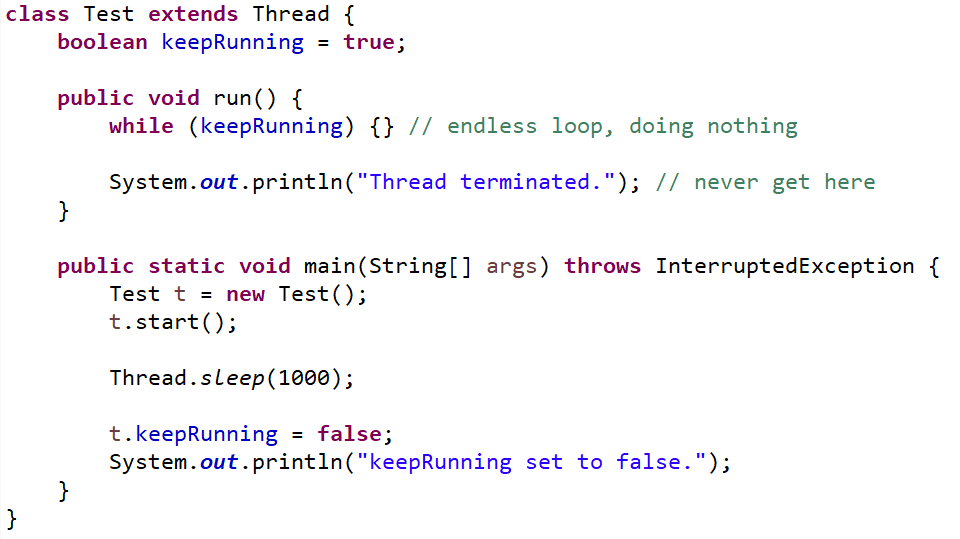 class Test extends Thread {
    boolean keepRunning = true;

    public void run() {
        while (keepRunning) {} // endless loop, doing nothing

        System.out.println("Thread terminated."); // never get here
    }

    public static void main(String[] args) throws InterruptedException {
        Test t = new Test();
        t.start();

        Thread.sleep(1000);

        t.keepRunning = false;
        System.out.println("keepRunning set to false.");
    }
}